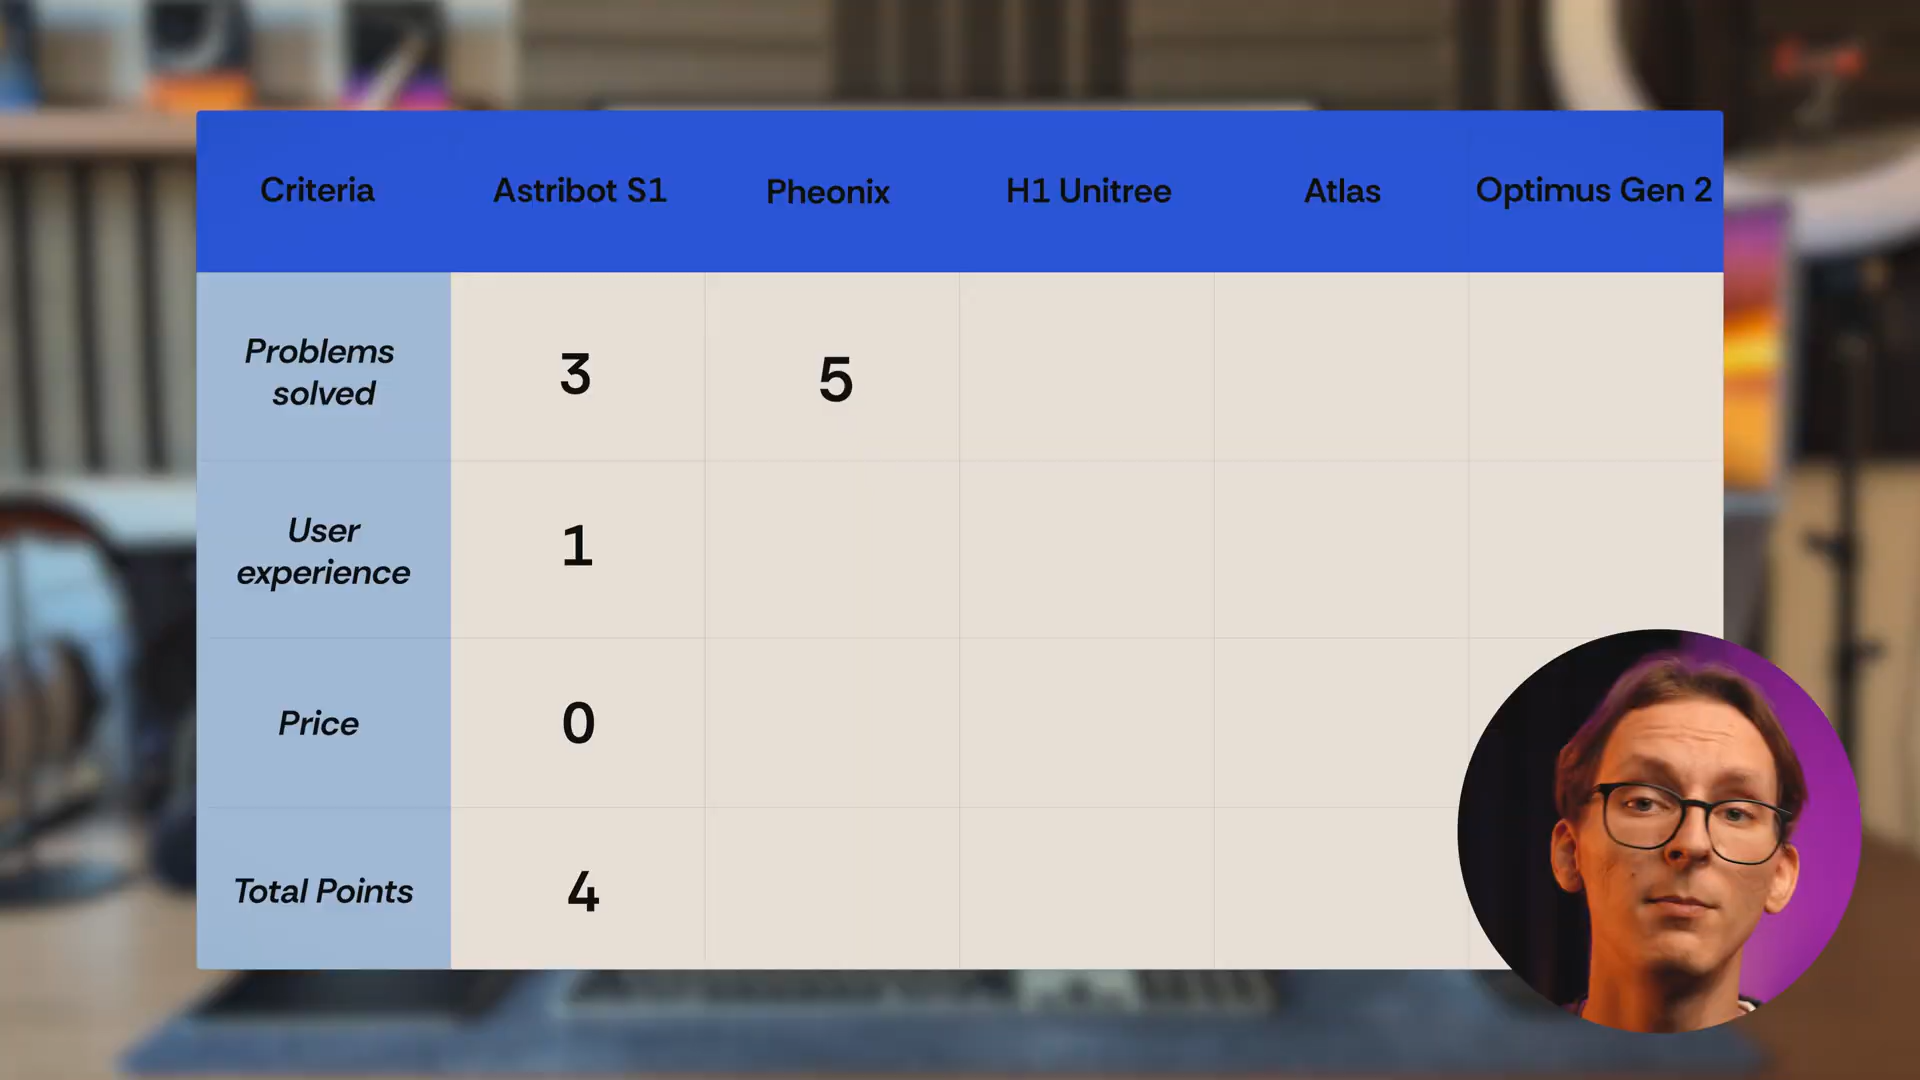 Criteria Astribot S1 Pheonix H1 Unitree Atlas Optimus Gen 2
Problems
solved
3 5
User
experience
1
Price 0
Total Points 4